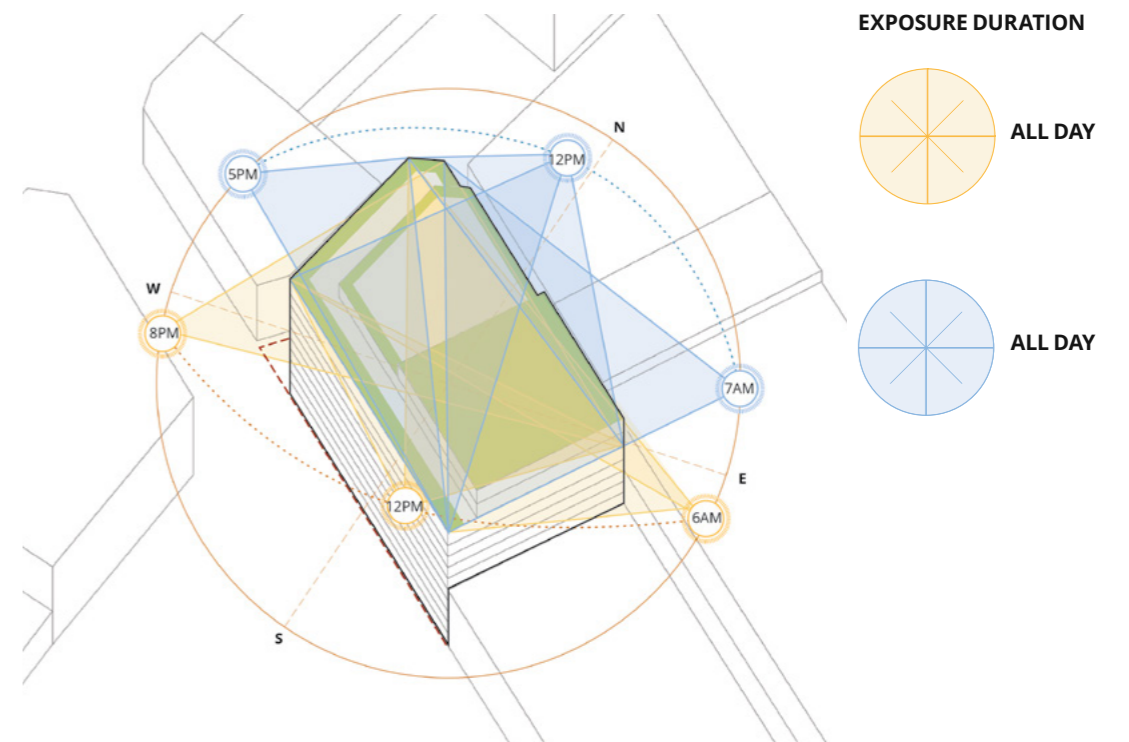 EXPOSURE DURATION
N
ALL DAY
12PM
5PM
W
8PM
ALL DAY
7AM
E
12PM
6AM
S